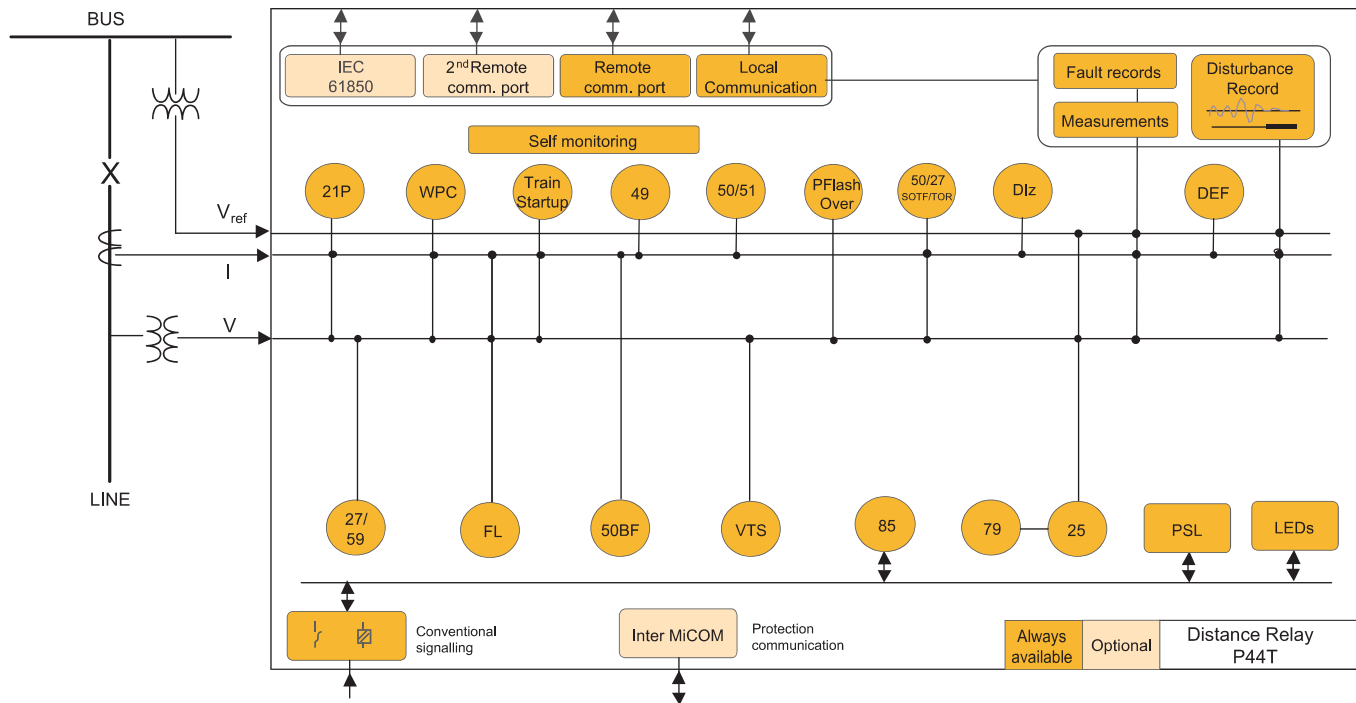 BUS
IEC
61850
2nd Remote
comm. port
Remote
comm. port
Local
Communication
Fault records
Measurements
Disturbance
Record
Self monitoring
21P
WPC
Train
Startup
49
50/51
PFlash
Over
50/27
SOTF/TOR
DIz
DEF
Vref
I
V
LINE
27/
59
FL
50BF
VTS
85
79
25
PSL
LEDs
Conventional
signalling
Inter MiCOM
Protection
communication
Always
available
Optional
Distance Relay
P44T